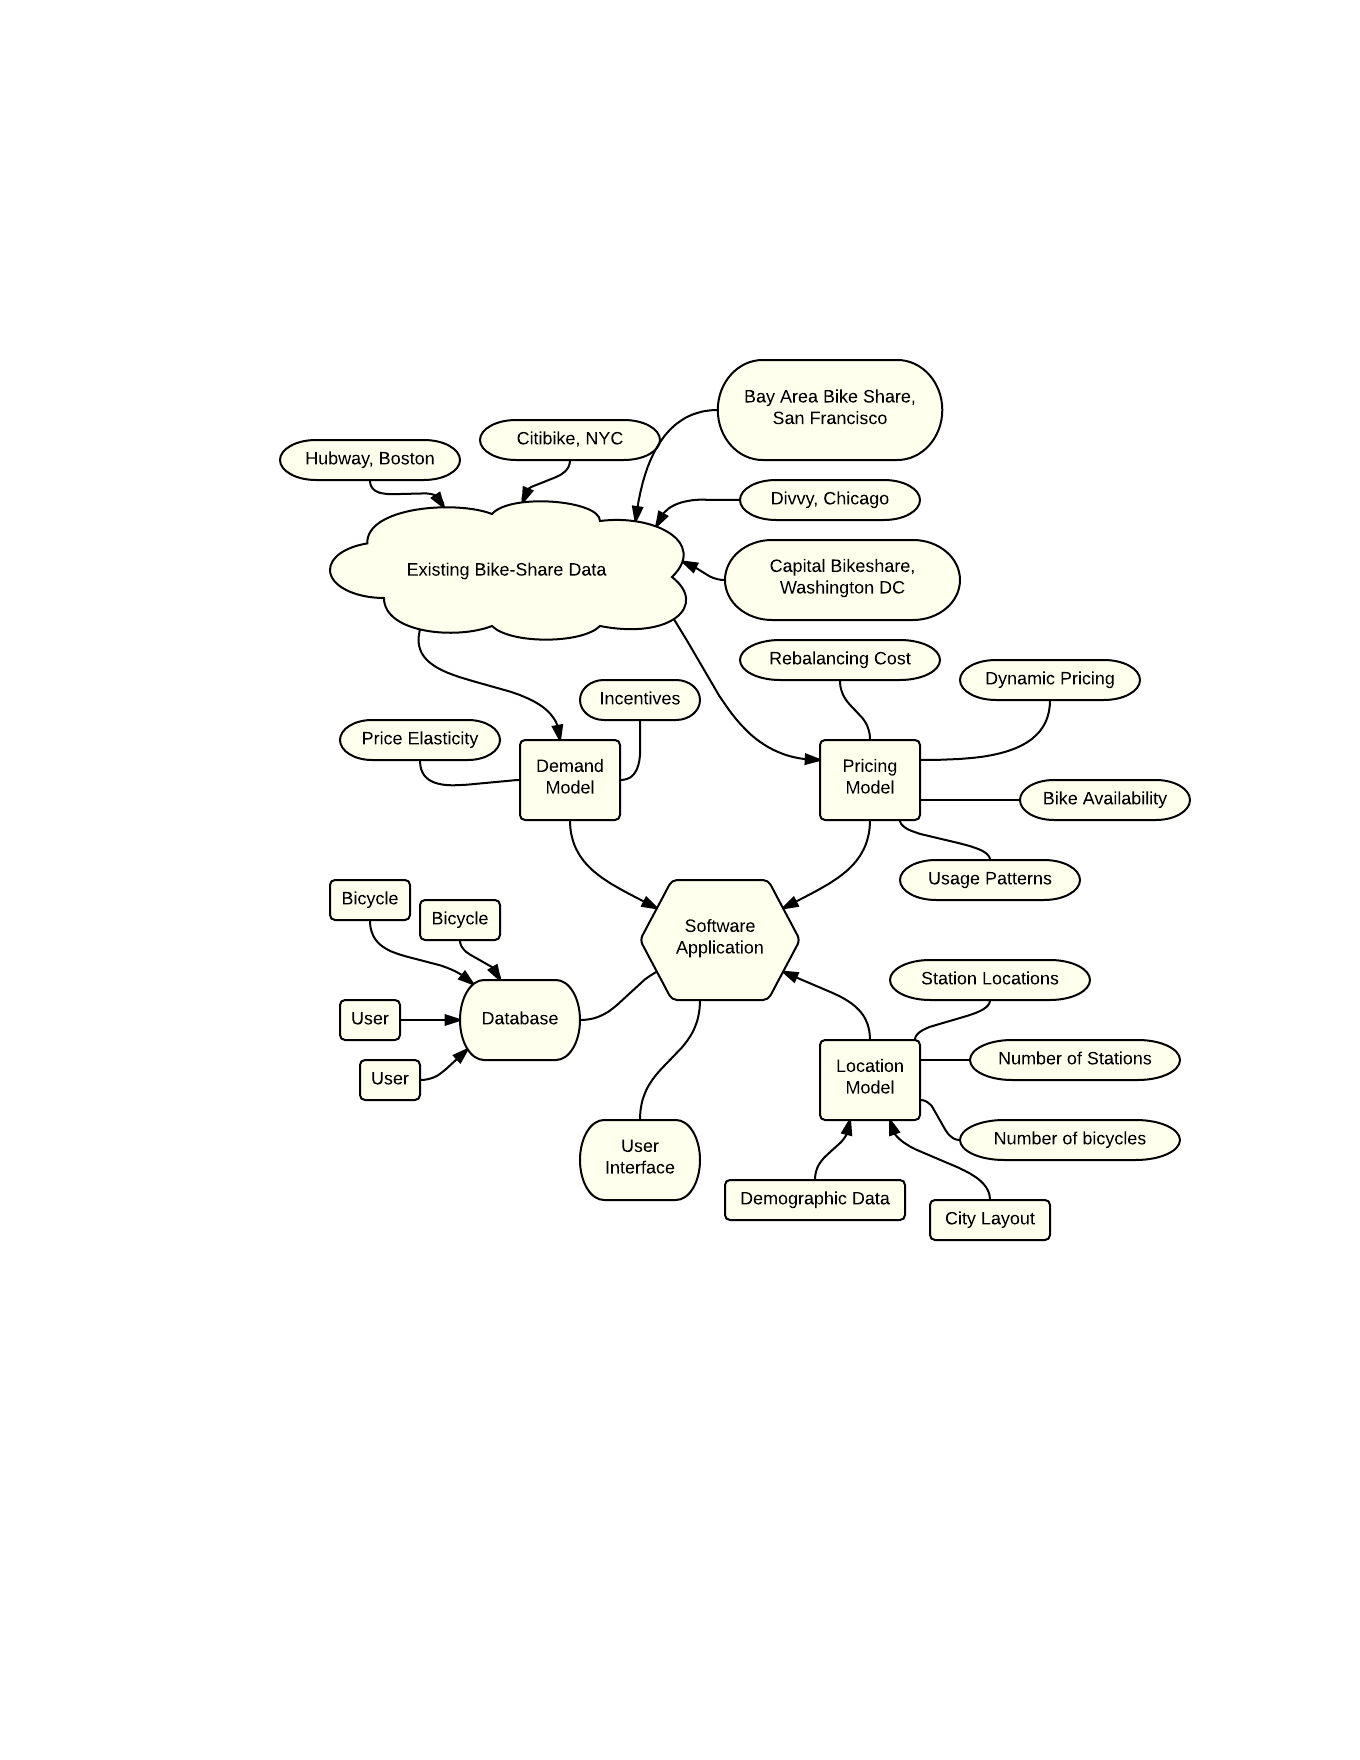 Bay Area Bike Share,
San Francisco
Citibike, NYC
Hubway, Boston
Divvy, Chicago
Existing Bike-Share Data
Capital Bikeshare,
Washington DC
Rebalancing Cost
Dynamic Pricing
Incentives
Price Elasticity
Demand
Model
Pricing
Model
Bike Availability
Usage Patterns
Bicycle
Bicycle
Software
Application
Station Locations
User
Database
Number of Stations
User
Location
Model
Number of bicycles
User
Interface
Demographic Data
City Layout